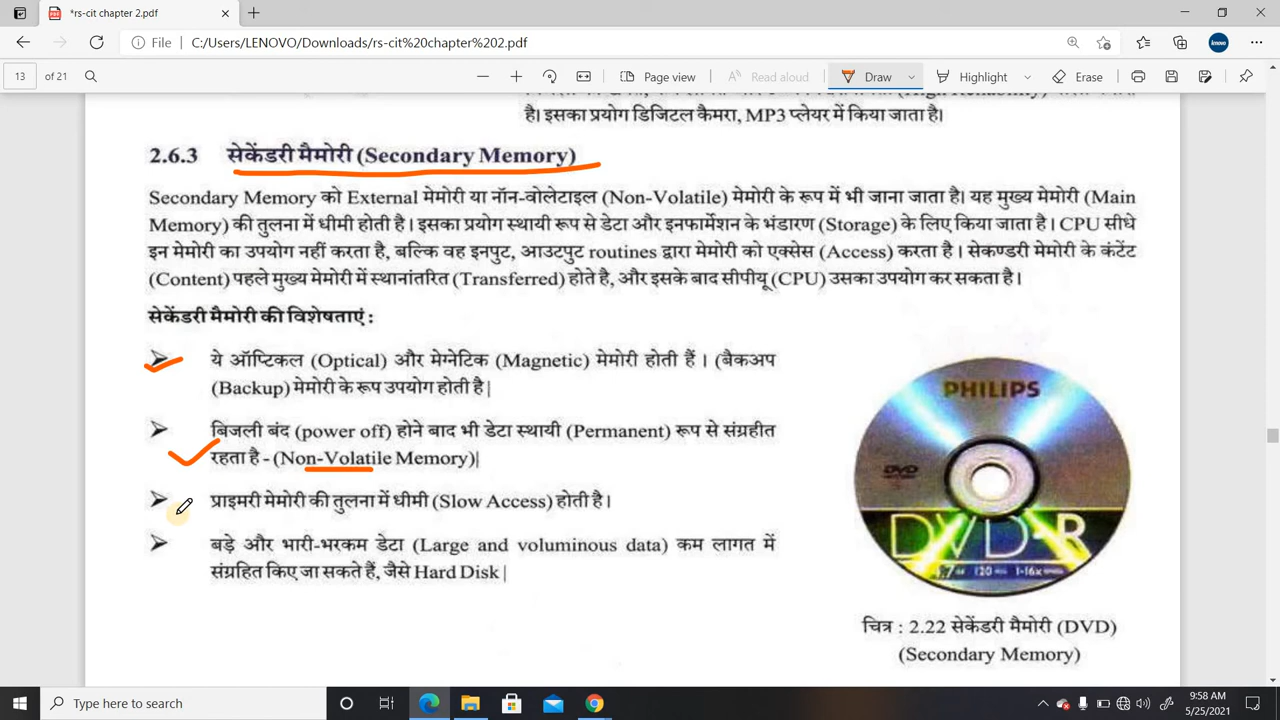 *rs-cit chapter 2.pdf
File C:/Users/LENOVO/Downloads/rs-cit%20chapter%202.pdf
13 of 21 Page view Read aloud Draw Highlight Erase
है। इसका प्रयोग डिजिटल कैमरा, MP3 प्लेयर में किया जाता है।
2.6.3 सेकेंडरी मैमोरी (Secondary Memory)
Secondary Memory को External मेमोरी या नॉन-वोलेटाइल (Non-Volatile) मेमोरी के रूप में भी जाना जाता है। यह मुख्य मेमोरी (Main
Memory) की तुलना में धीमी होती है। इसका प्रयोग स्थायी रूप से डेटा और इनफार्मेशन के भंडारण (Storage) के लिए किया जाता है। CPU सीधे
इन मेमोरी का उपयोग नहीं करता है, बल्कि वह इनपुट, आउटपुट routines द्वारा मेमोरी को एक्सेस (Access) करता है। सेकण्डरी मेमोरी के कंटेंट
(Content) पहले मुख्य मेमोरी में स्थानांतरित (Transferred) होते है, और इसके बाद सीपीयू (CPU) उसका उपयोग कर सकता है।
सेकेंडरी मैमोरी की विशेषताएं :
ये ऑप्टिकल (Optical) और मेग्नेटिक (Magnetic) मेमोरी होती हैं। (बैकअप
(Backup) मेमोरी के रूप उपयोग होती है|
बिजली बंद (power off) होने बाद भी डेटा स्थायी (Permanent) रूप से संग्रहीत
रहता है - (Non-Volatile Memory)|
प्राइमरी मेमोरी की तुलना में धीमी (Slow Access) होती है।
बड़े और भारी-भरकम डेटा (Large and voluminous data) कम लागत में
संग्रहित किए जा सकते हैं, जैसे Hard Disk|
PHILIPS
DVD
DVD-R
120 1-16x
चित्र : 2.22 सेकेंडरी मैमोरी (DVD)
(Secondary Memory)
Type here to search
9:58 AM
5/25/2021